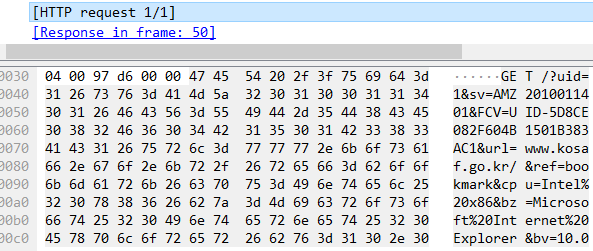 [HTTP request 1/1]
[Response in frame: 50]
0030 04 00 97 d6 00 00 47 45 54 20 2f 3f 75 69 64 3d ······GE T /?uid=
0040 31 26 73 76 3d 41 4d 5a 32 30 31 30 30 31 31 34 1&sv=AMZ 20100114
0050 30 31 26 46 43 56 3d 55 49 44 2d 35 44 38 43 45 01&FCV=U ID-5D8CE
0060 30 38 32 46 36 30 34 42 31 35 30 31 42 33 38 33 082F604B 1501B383
0070 41 43 31 26 75 72 6c 3d 77 77 77 2e 6b 6f 73 61 AC1&url= www.kosa
0080 66 2e 67 6f 2e 6b 72 2f 26 72 65 66 3d 62 6f 6f f.go.kr/ &ref=boo
0090 6b 6d 61 72 6b 26 63 70 75 3d 49 6e 74 65 6c 25 kmark&cp u=Intel%
00a0 32 30 78 38 36 26 62 7a 3d 4d 69 63 72 6f 73 6f 20x86&bz =Microso
00b0 66 74 25 32 30 49 6e 74 65 72 6e 65 74 25 32 30 ft%20Int ernet%20
00c0 45 78 70 6c 6f 72 65 72 26 62 76 3d 31 30 2e 30 Explorer &bv=10.0